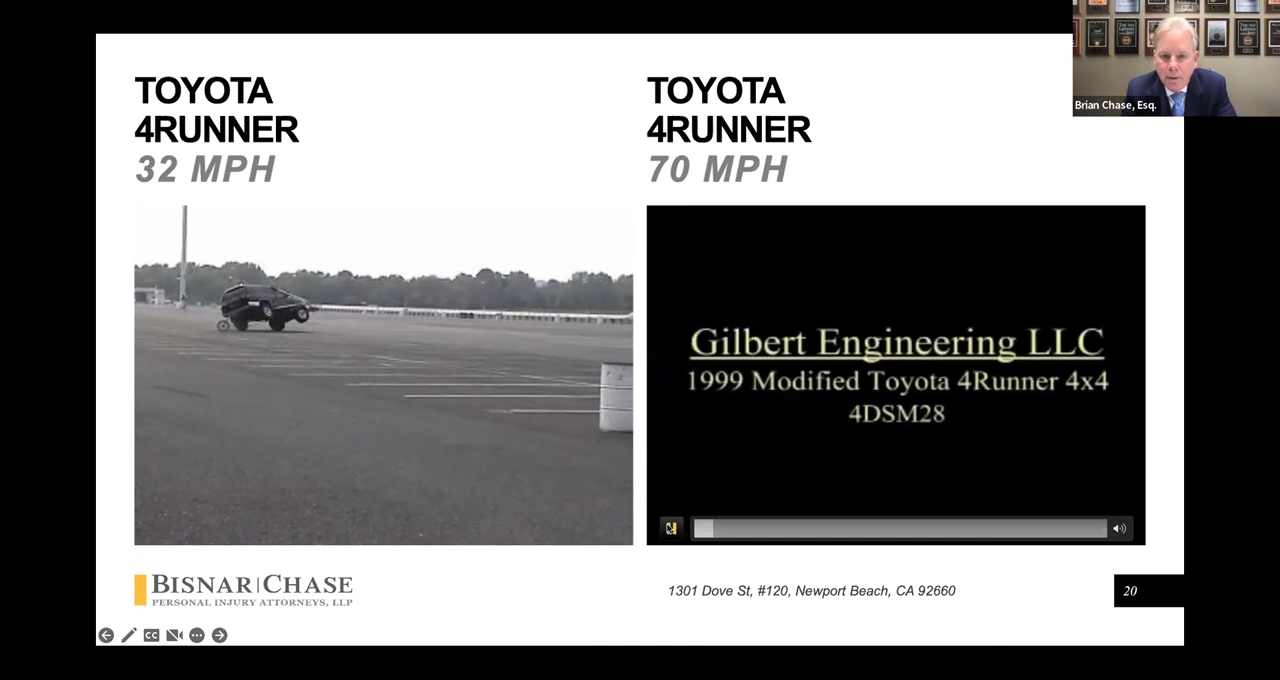 TOYOTA
4RUNNER
32 MPH
TOYOTA
4RUNNER
70 MPH
Brian Chase, Esq.
Gilbert Engineering LLC
1999 Modified Toyota 4Runner 4x4
4DSM28
BISNAR|CHASE
PERSONAL INJURY ATTORNEYS, LLP
1301 Dove St, #120, Newport Beach, CA 92660
20
CC